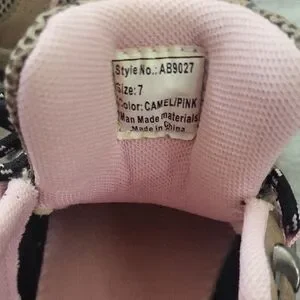 Style No.: AB9027
Size: 7
Color: CAMEL/PINK
Man Made materials
Made in China